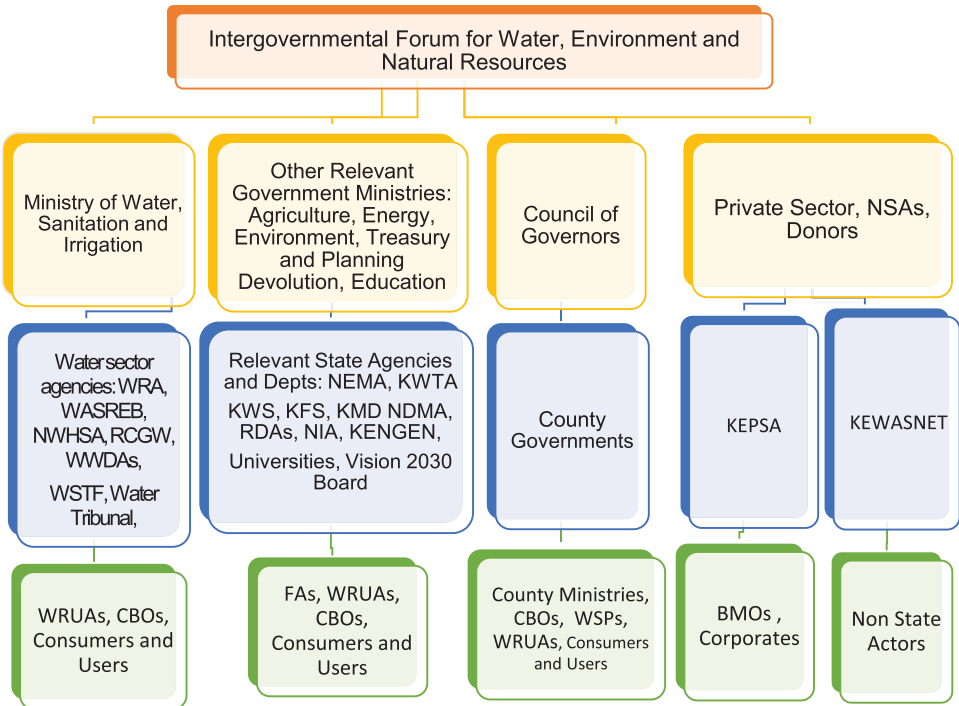 Intergovernmental Forum for Water, Environment and
Natural Resources
Ministry of Water,
Sanitation and
Irrigation
Other Relevant
Government Ministries:
Agriculture, Energy,
Environment, Treasury
and Planning
Devolution, Education
Council of
Governors
Private Sector, NSAs,
Donors
Water sector
agencies: WRA,
WASREB,
NWHSA, RCGW,
WWDAs,
WSTF, Water
Tribunal,
Relevant State Agencies
and Depts: NEMA, KWTA
KWS, KFS, KMD NDMA,
RDAs, NIA, KENGEN,
Universities, Vision 2030
Board
County
Governments
KEPSA
KEWASNET
WRUAs, CBOs,
Consumers and
Users
FAs, WRUAs,
CBOs,
Consumers and
Users
County Ministries,
CBOs, WSPs,
WRUAs, Consumers
and Users
BMOs ,
Corporates
Non State
Actors